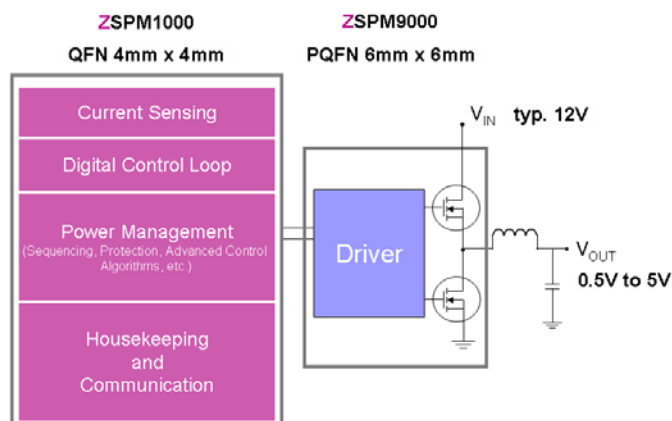 ZSPM1000
QFN 4mm x 4mm
Current Sensing
Digital Control Loop
Power Management
(Sequencing, Protection, Advanced Control
Algorithms, etc.)
Housekeeping
and
Communication
ZSPM9000
PQFN 6mm x 6mm
Driver
VIN typ. 12V
VOUT
0.5V to 5V